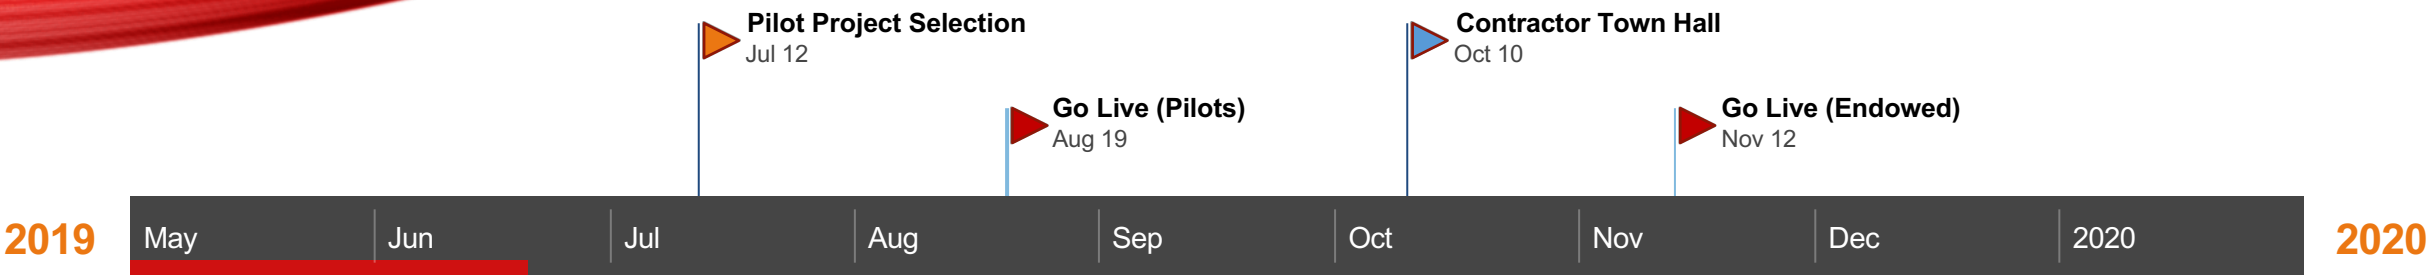 Pilot Project Selection
Jul 12
Contractor Town Hall
Oct 10
Go Live (Pilots)
Aug 19
Go Live (Endowed)
Nov 12
2019 May Jun Jul Aug Sep Oct Nov Dec 2020 2020